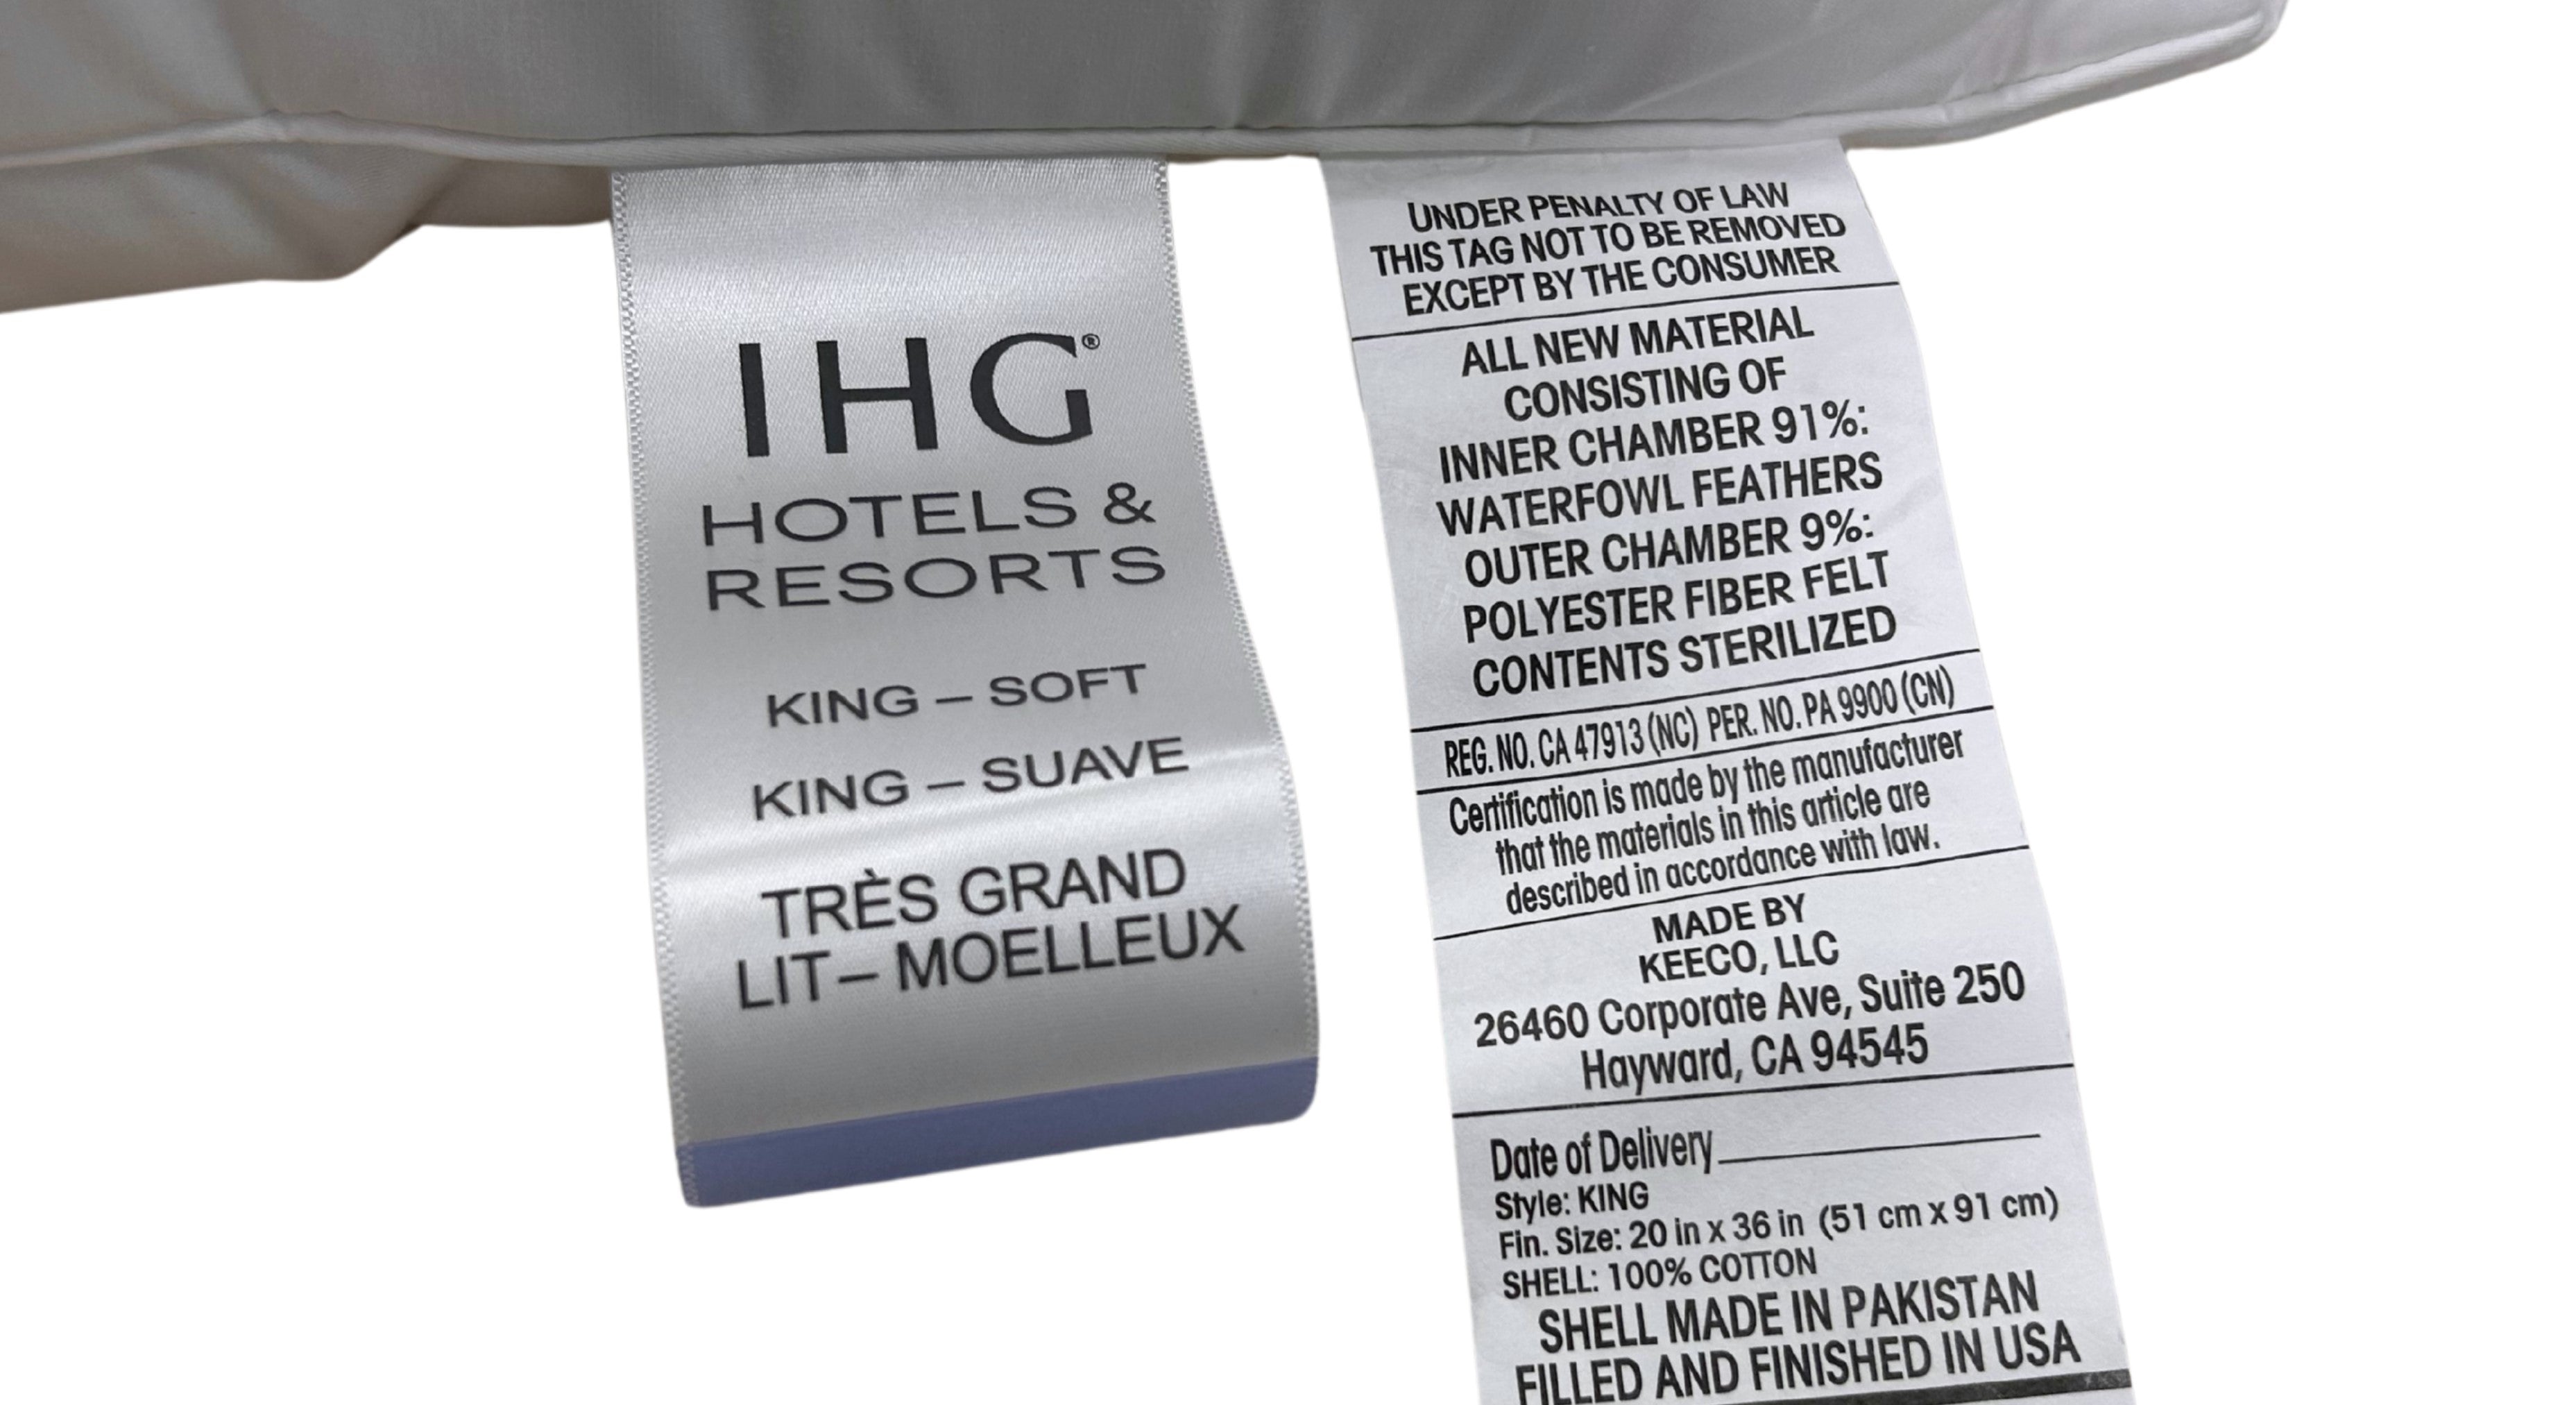 IHG®
HOTELS &
RESORTS
KING – SOFT
KING – SUAVE
TRÈS GRAND
LIT– MOELLEUX
UNDER PENALTY OF LAW
THIS TAG NOT TO BE REMOVED
EXCEPT BY THE CONSUMER
ALL NEW MATERIAL
CONSISTING OF
INNER CHAMBER 91%:
WATERFOWL FEATHERS
OUTER CHAMBER 9%:
POLYESTER FIBER FELT
CONTENTS STERILIZED
REG. NO. CA 47913 (NC) PER. NO. PA 9900 (CN)
Certification is made by the manufacturer
that the materials in this article are
described in accordance with law.
MADE BY
KEECO, LLC
26460 Corporate Ave, Suite 250
Hayward, CA 94545
Date of Delivery
Style: KING
Fin. Size: 20 in x 36 in (51 cm x 91 cm)
SHELL: 100% COTTON
SHELL MADE IN PAKISTAN
FILLED AND FINISHED IN USA